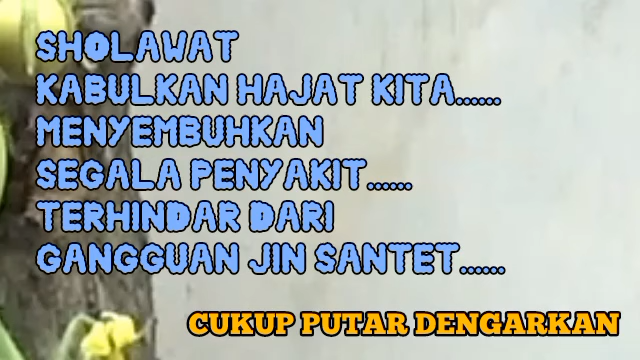 SHOLAWAT
KABULKAN HAJAT KITA......
MENYEMBUHKAN
SEGALA PENYAKIT......
TERHINDAR DARI
GANGGUAN JIN SANTET......
CUKUP PUTAR DENGARKAN